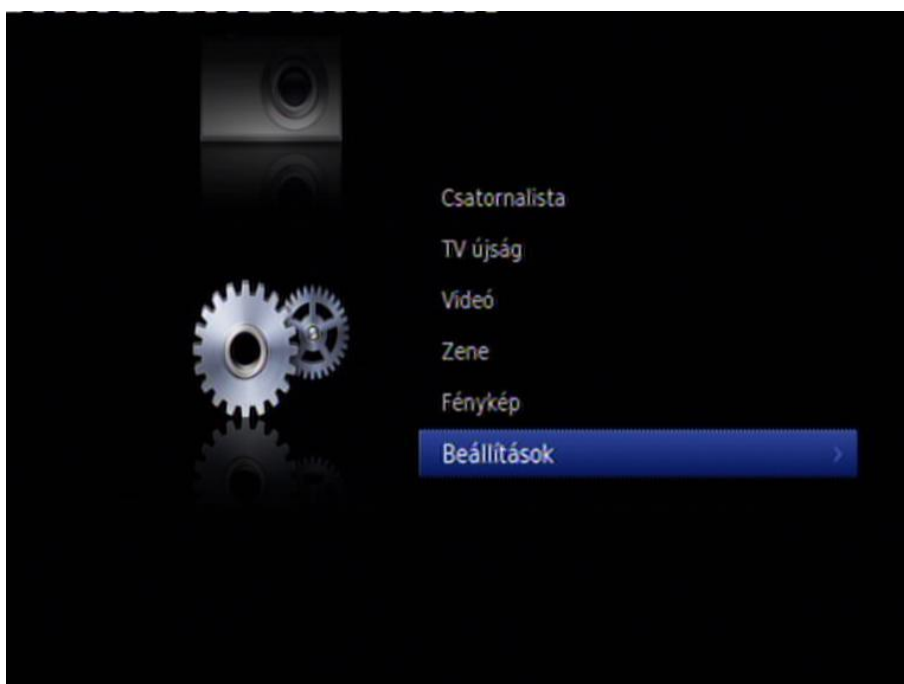 Csatornalista
TV újság
Videó
Zene
Fénykép
Beállítások